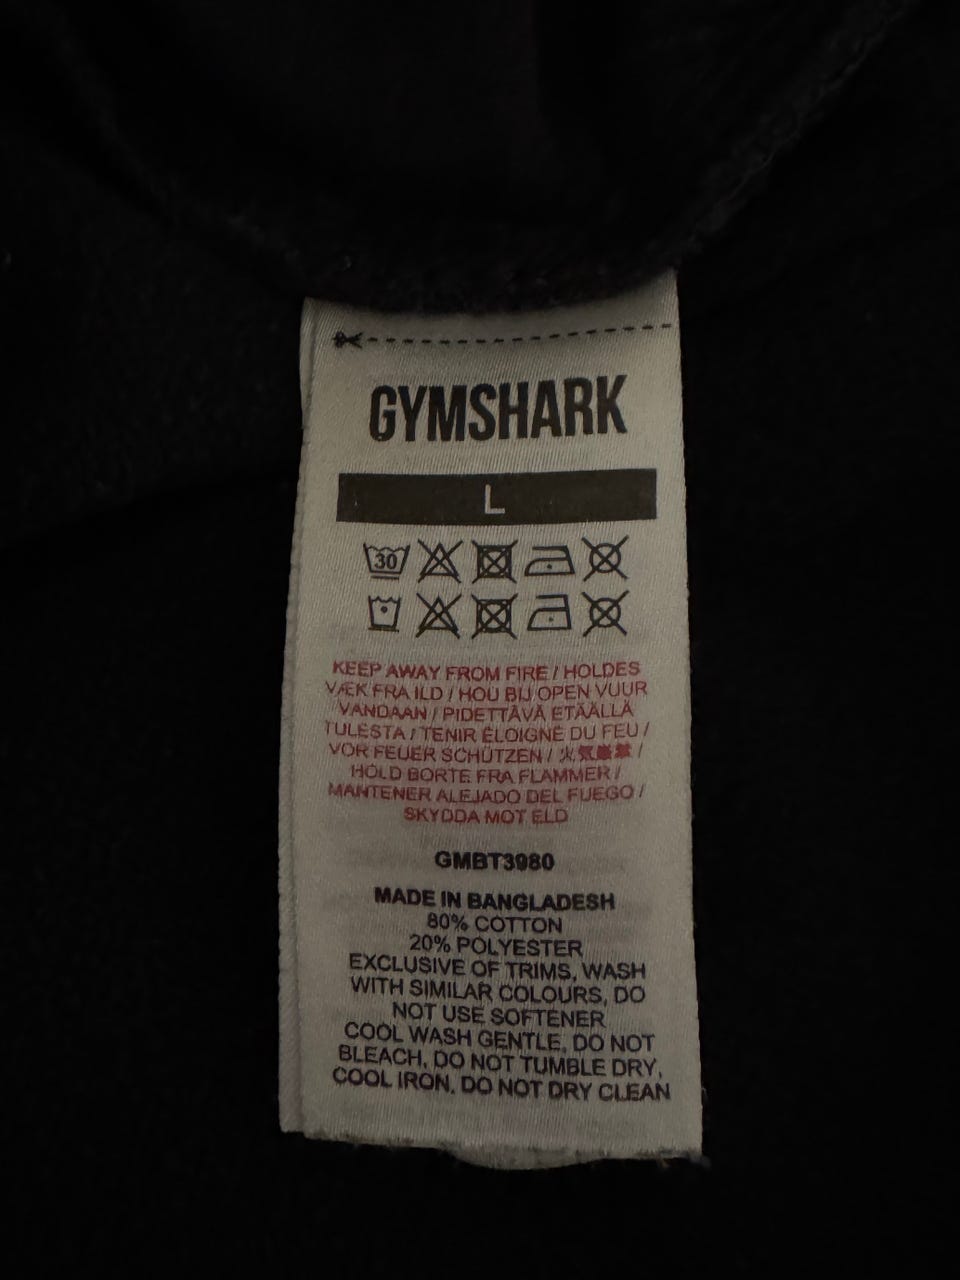 GYMSHARK
L
30
KEEP AWAY FROM FIRE / HOLDES
VÆK FRA ILD / HOU BIJ OPEN VUUR
VANDAAN / PIDETTÄVÄ ETÄÄLLÄ
TULESTA / TENIR ÉLOIGNÉ DU FEU /
VOR FEUER SCHÜTZEN / 火気厳禁 /
HOLD BORTE FRA FLAMMER /
MANTENER ALEJADO DEL FUEGO /
SKYDDA MOT ELD
GMBT3980
MADE IN BANGLADESH
80% COTTON
20% POLYESTER
EXCLUSIVE OF TRIMS, WASH
WITH SIMILAR COLOURS, DO
NOT USE SOFTENER
COOL WASH GENTLE, DO NOT
BLEACH, DO NOT TUMBLE DRY,
COOL IRON, DO NOT DRY CLEAN